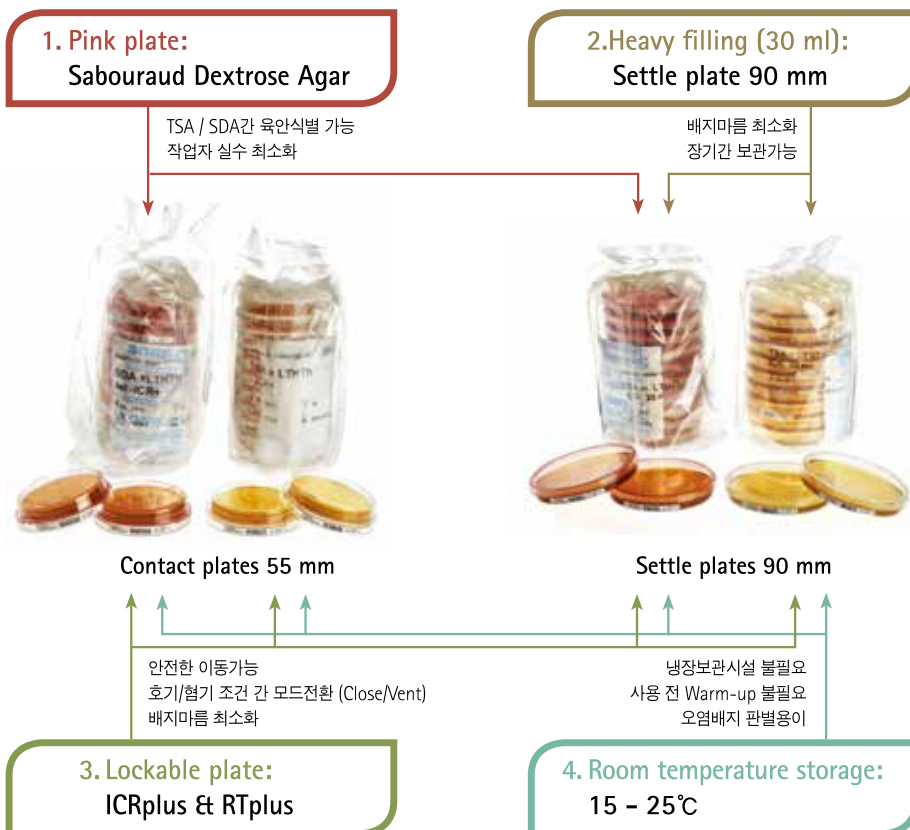 1. Pink plate:
Sabouraud Dextrose Agar
2.Heavy filling (30 ml):
Settle plate 90 mm
TSA / SDA간 육안식별 가능
작업자 실수 최소화
배지마름 최소화
장기간 보관가능
SDA +LTHTh
+ LTHTh
Contact plates 55 mm
Settle plates 90 mm
안전한 이동가능
호기/혐기 조건 간 모드전환 (Close/Vent)
배지마름 최소화
냉장보관시설 불필요
사용 전 Warm-up 불필요
오염배지 판별용이
3. Lockable plate:
ICRplus & RTplus
4. Room temperature storage:
15 - 25℃